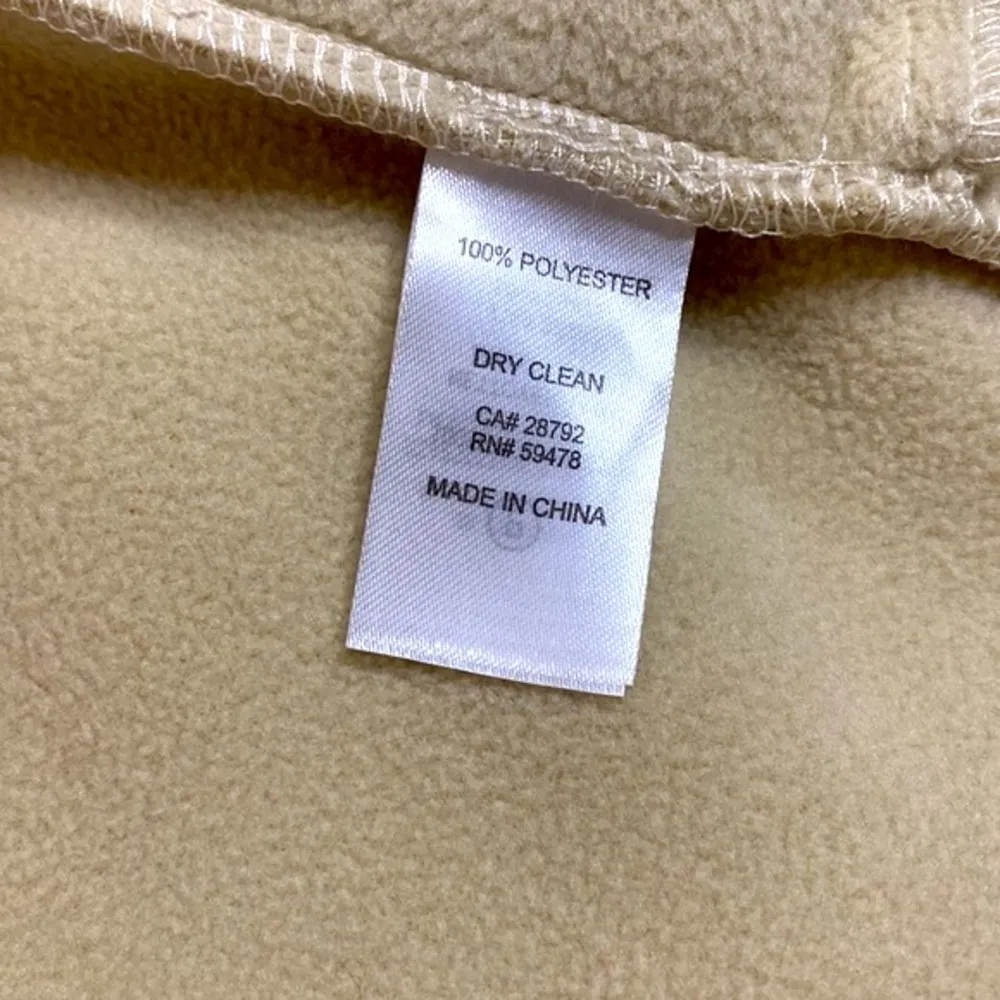 100% POLYESTER
DRY CLEAN
CA# 28792
RN# 59478
MADE IN CHINA